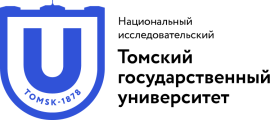 U
TOMSK-1878
Национальный
исследовательский
Томский
государственный
университет